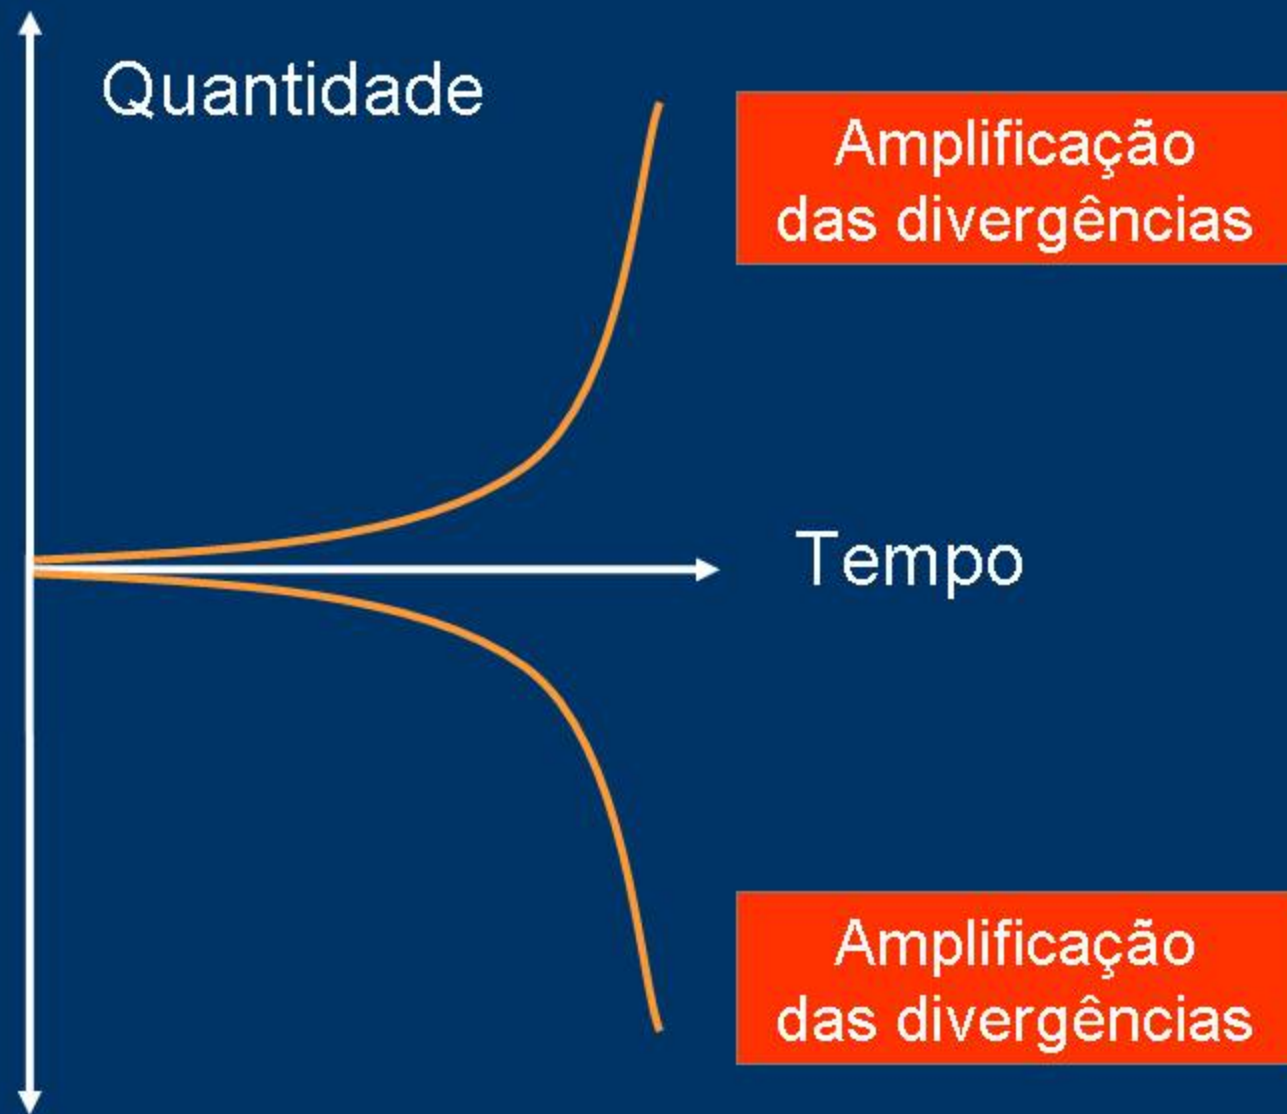 Quantidade
Amplificação
das divergências
Tempo
Amplificação
das divergências